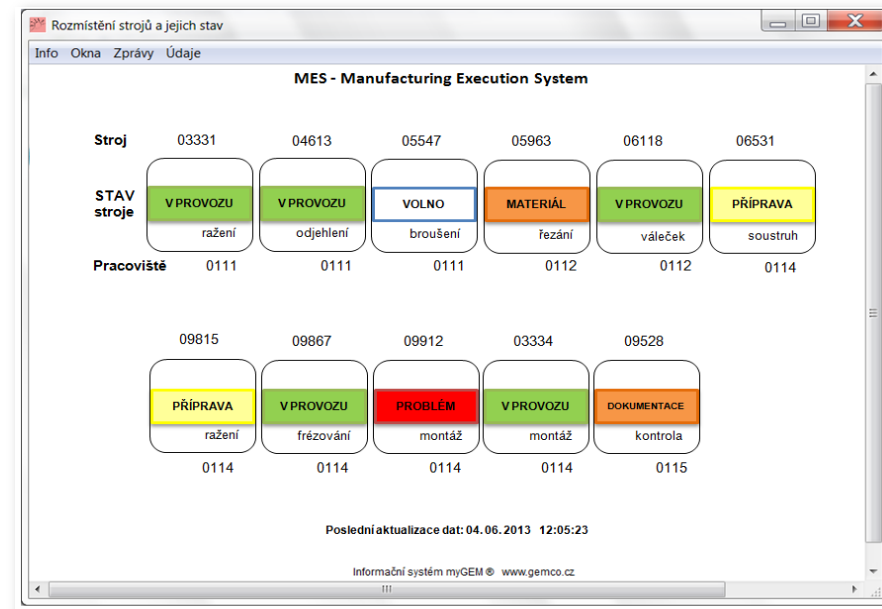 Rozmístění strojů a jejich stav
Info Okna Zprávy Údaje
MES - Manufacturing Execution System
Stroj 03331 04613 05547 05963 06118 06531
STAV stroje V PROVOZU V PROVOZU VOLNO MATERIÁL V PROVOZU PŘÍPRAVA
ražení odjehlení broušení řezání váleček soustruh
Pracoviště 0111 0111 0111 0112 0112 0114
09815 09867 09912 03334 09528
PŘÍPRAVA V PROVOZU PROBLÉM V PROVOZU DOKUMENTACE
ražení frézování montáž montáž kontrola
0114 0114 0114 0114 0115
Poslední aktualizace dat: 04.06.2013 12:05:23
Informační systém myGEM ® www.gemco.cz